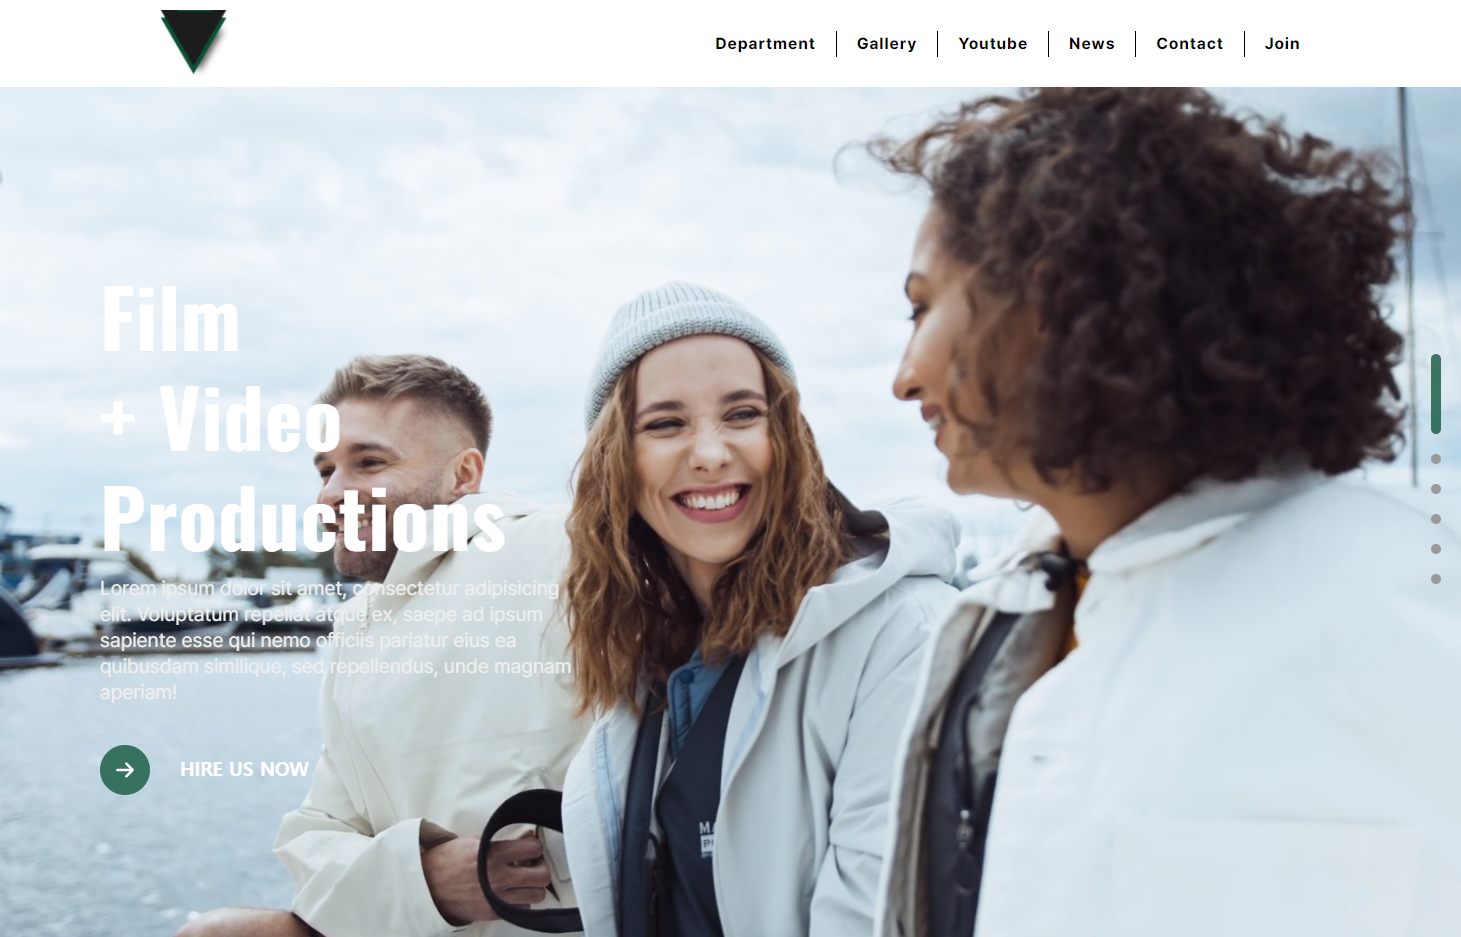 Department Gallery Youtube News Contact Join
Film
+ Video
Productions
Lorem ipsum dolor sit amet, consectetur adipisicing
elit. Voluptatum repellat atque ex, saepe ad ipsum
sapiente esse qui nemo officiis pariatur eius ea
quibusdam similique, sed repellendus, unde magnam
aperiam!
HIRE US NOW